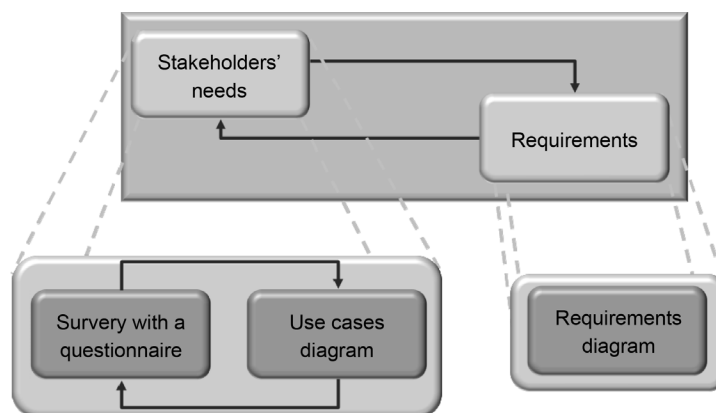 Stakeholders’
needs
Requirements
Survery with a
questionnaire
Use cases
diagram
Requirements
diagram